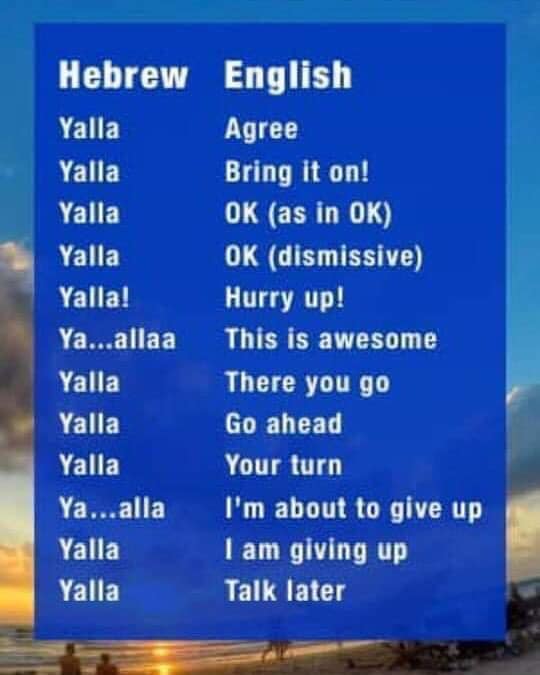 Hebrew English
Yalla Agree
Yalla Bring it on!
Yalla OK (as in OK)
Yalla OK (dismissive)
Yalla! Hurry up!
Ya...allaa This is awesome
Yalla There you go
Yalla Go ahead
Yalla Your turn
Ya...alla I'm about to give up
Yalla I am giving up
Yalla Talk later